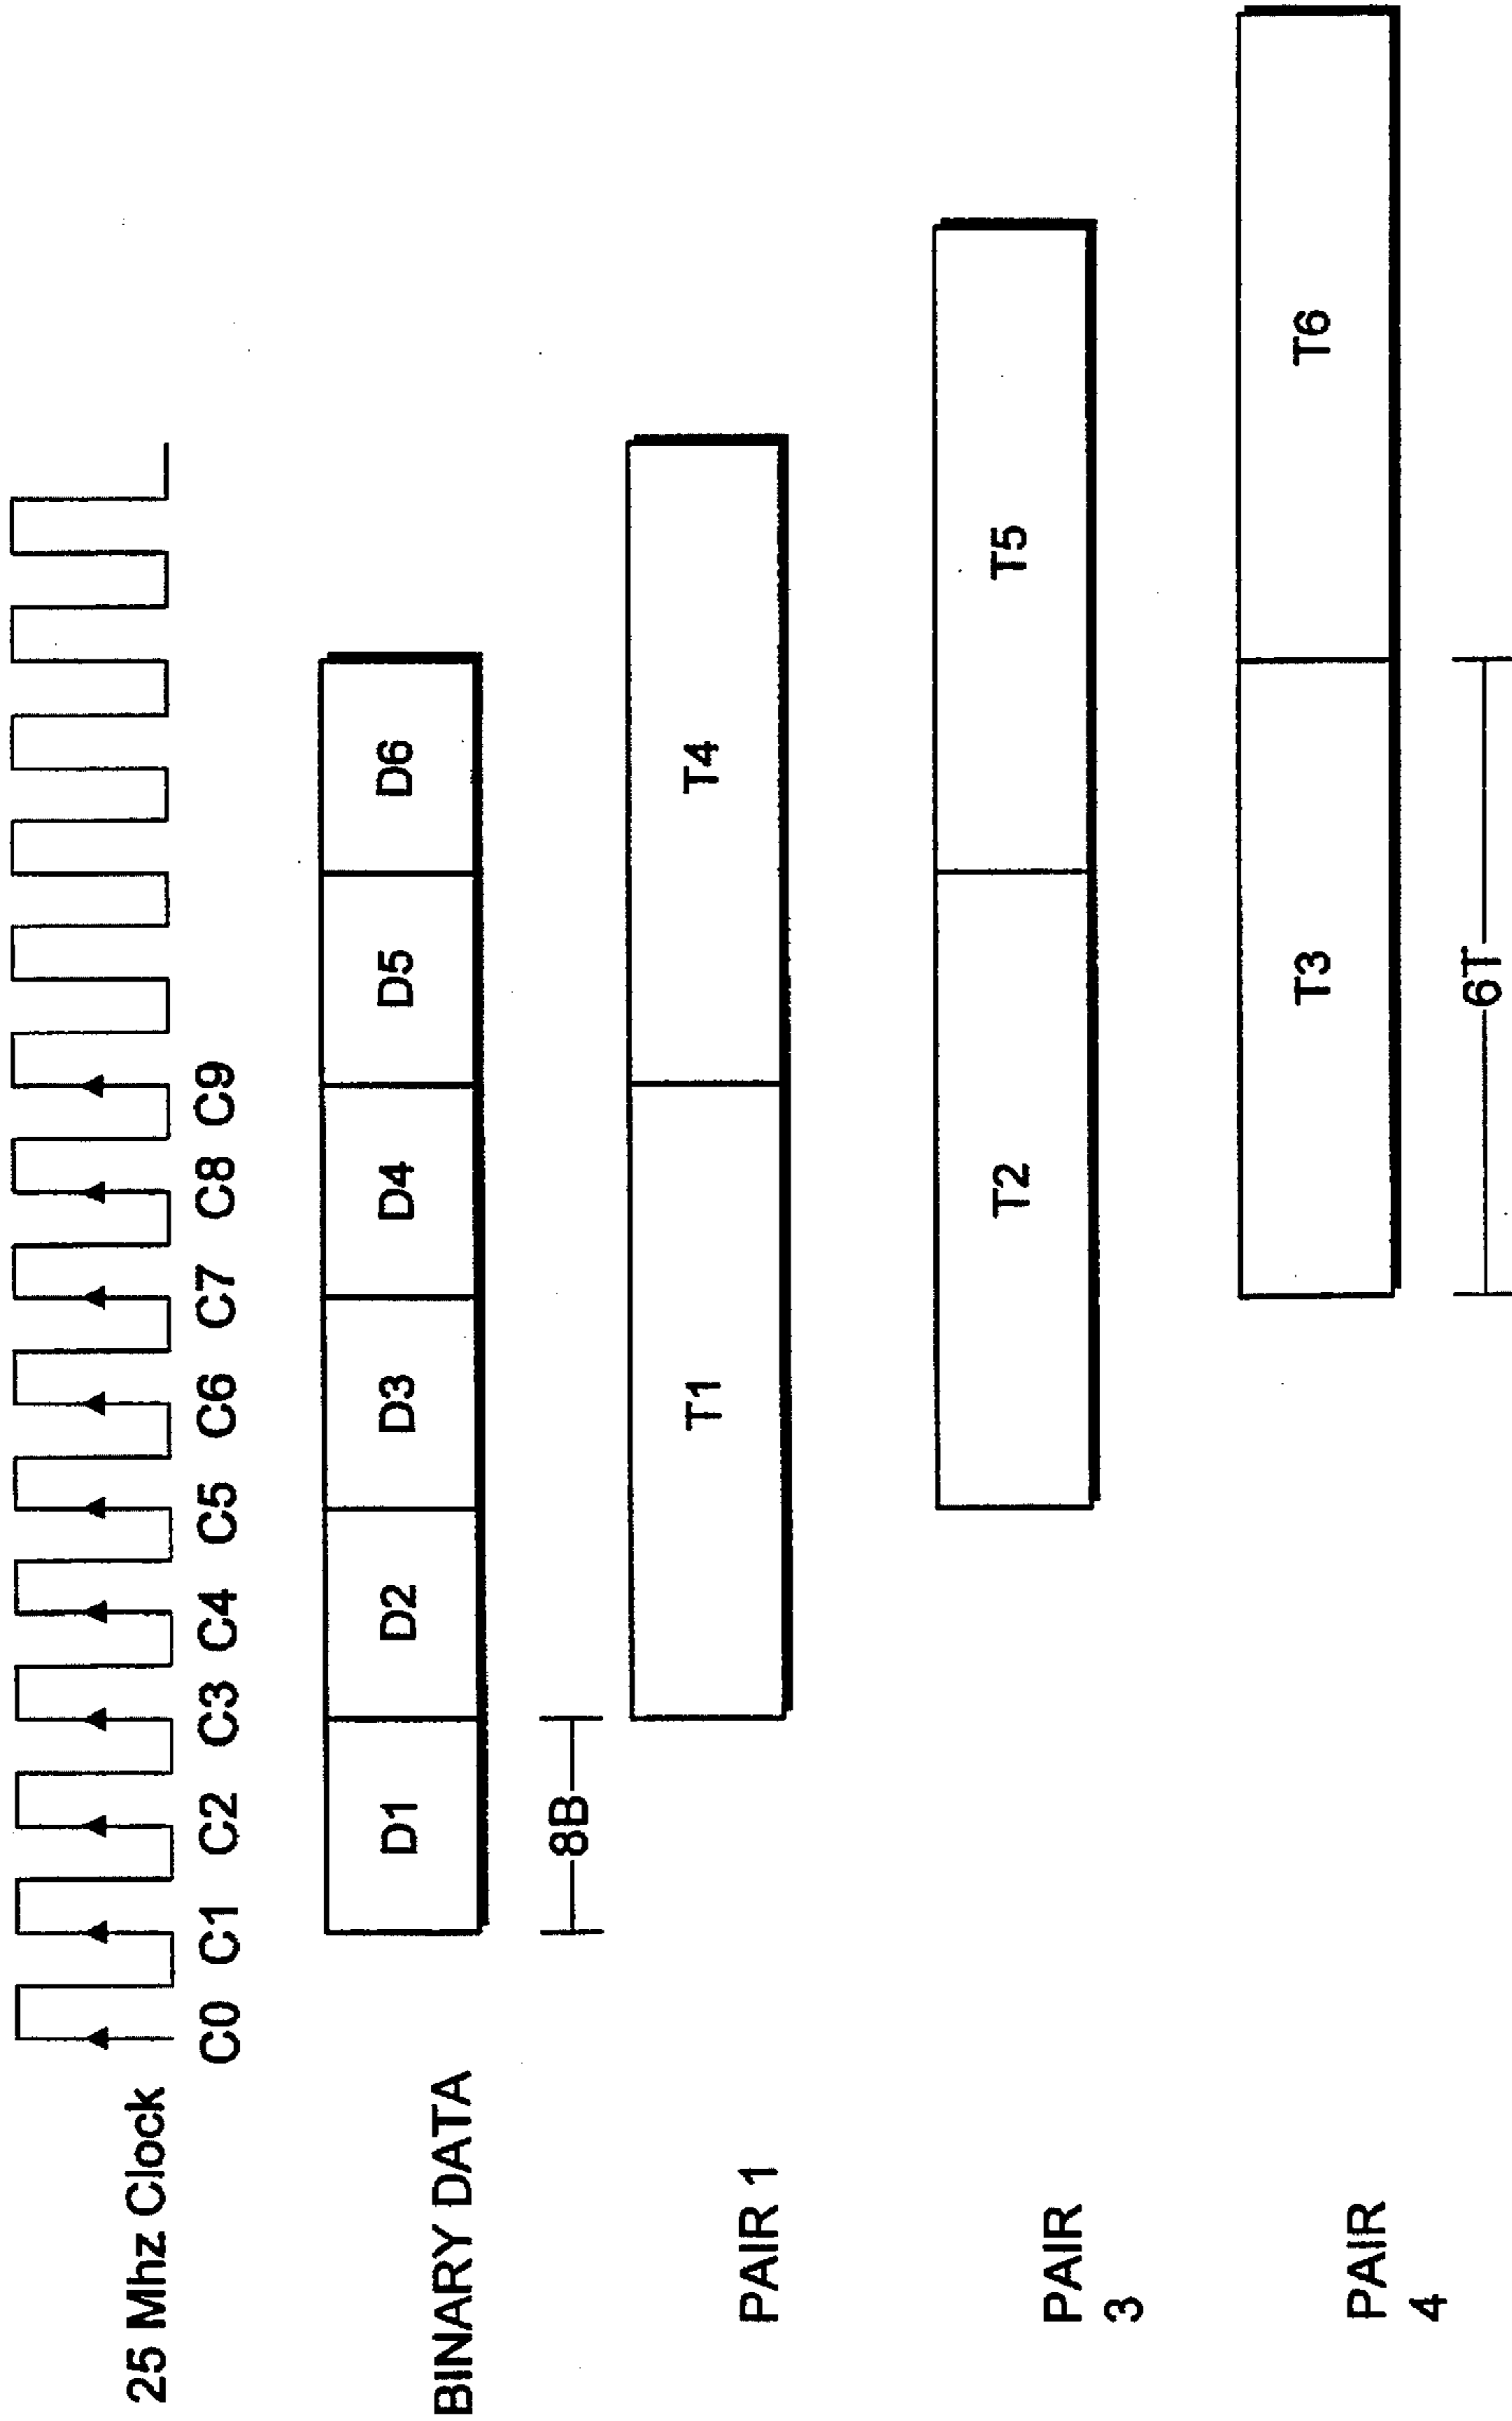 25 Mhz Clock
C0 C1 C2 C3 C4 C5 C6 C7 C8 C9
BINARY DATA
D1 D2 D3 D4 D5 D6
8B
PAIR 1
T1 T4
PAIR
3
T2 T5
PAIR
4
T3 T6
6T